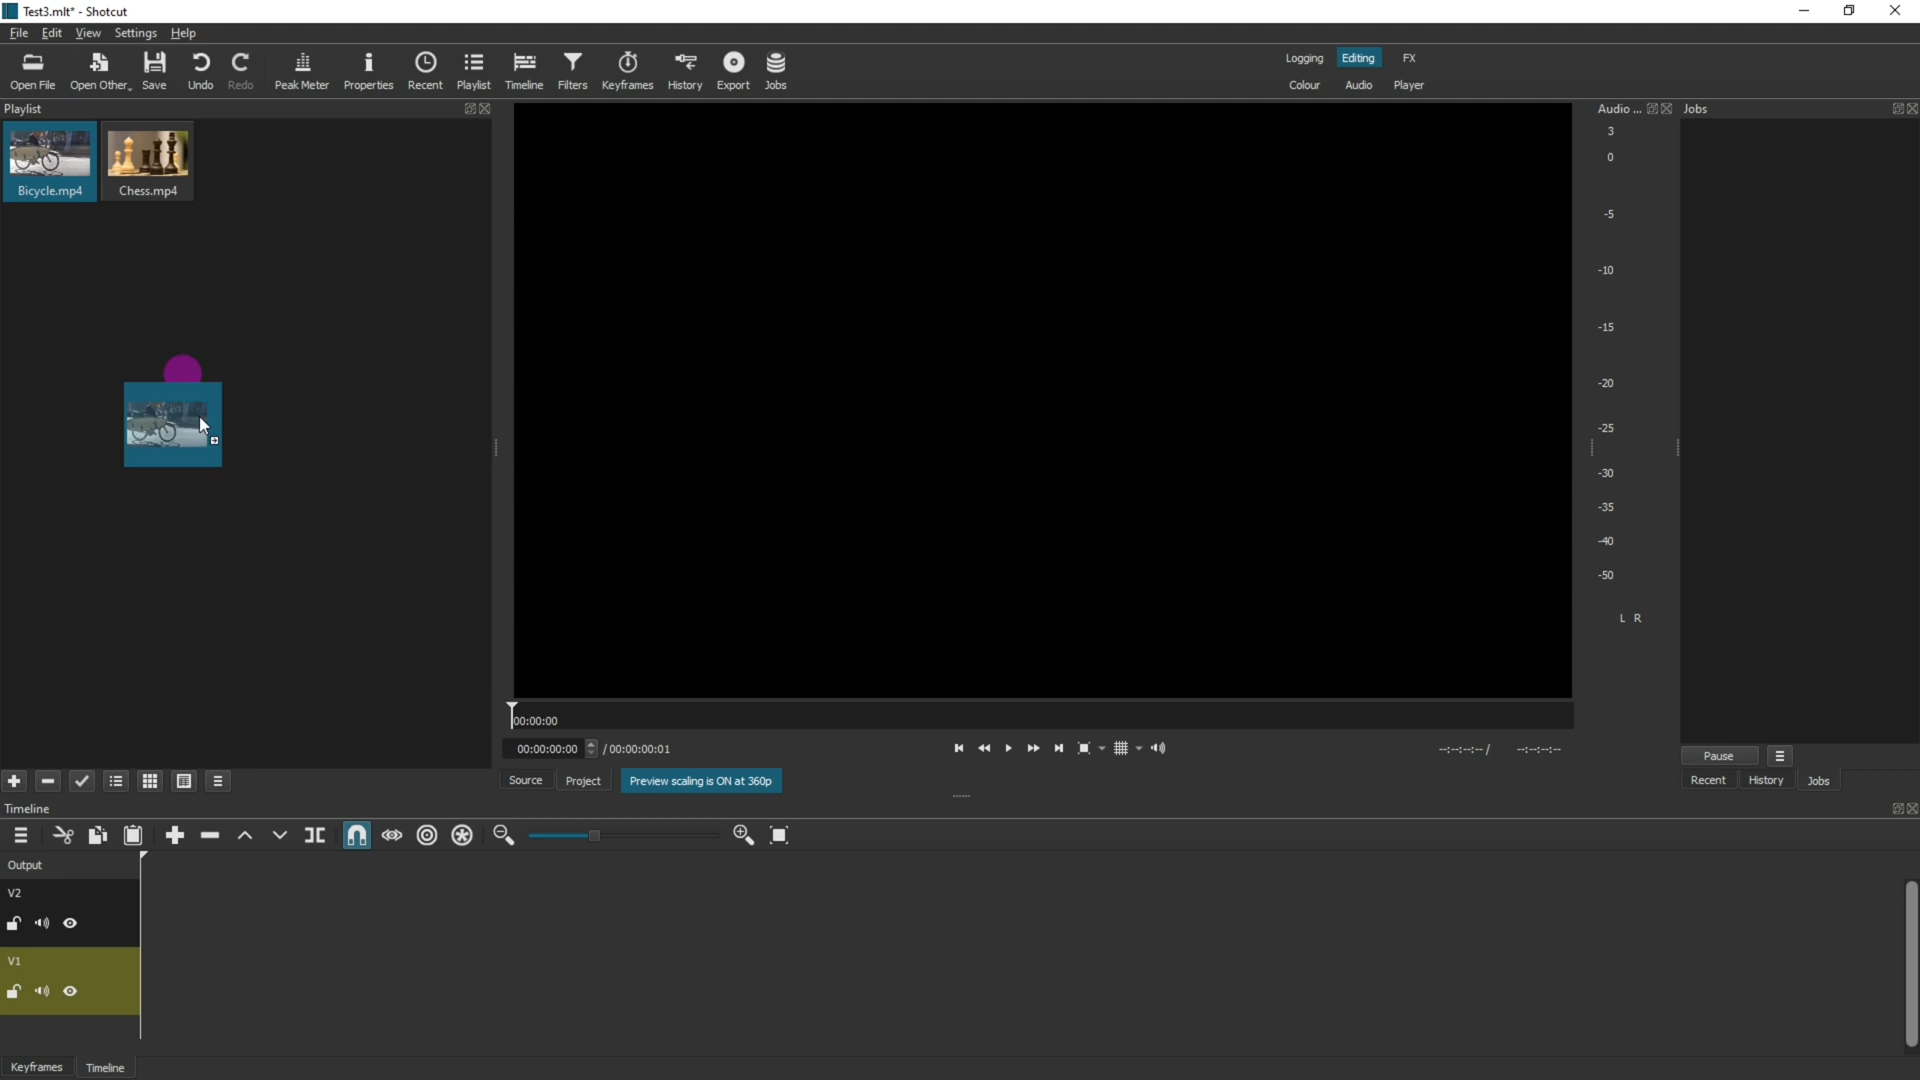 Test3.mlt* - Shotcut
File Edit View Settings Help
Open File Open Other Save Undo Redo Peak Meter Properties Recent Playlist Timeline Filters Keyframes History Export Jobs
Logging Editing FX
Colour Audio Player
Playlist
Bicycle.mp4 Chess.mp4
Audio ...
3
0
-5
-10
-15
-20
-25
-30
-35
-40
-50
L R
Jobs
00:00:00
00:00:00:00 / 00:00:00:01
--:--:--:-- / --:--:--:--
Source Project Preview scaling is ON at 360p
Pause
Recent History Jobs
Timeline
Output
V2
V1
Keyframes Timeline